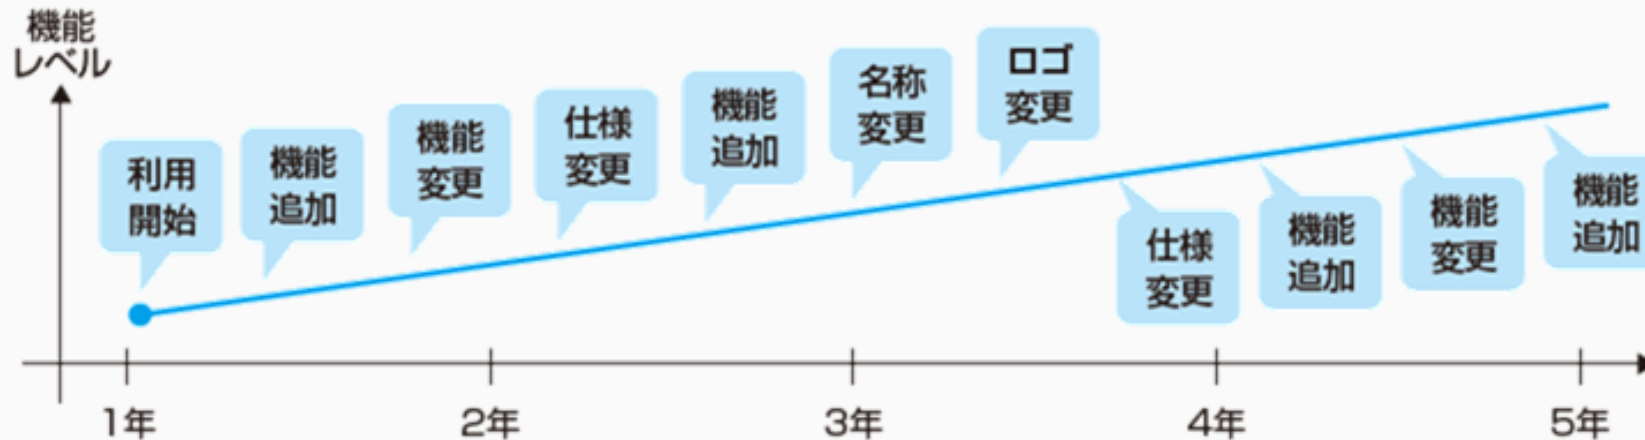 機能
レベル
利用
開始
機能
追加
機能
変更
仕様
変更
機能
追加
名称
変更
ロゴ
変更
仕様
変更
機能
追加
機能
変更
機能
追加
1年
2年
3年
4年
5年